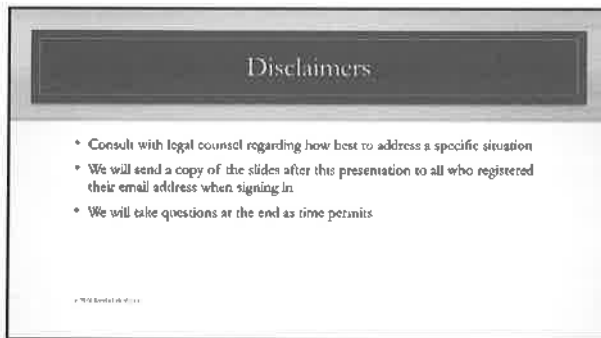 Disclaimers
• Consult with legal counsel regarding how best to address a specific situation
• We will send a copy of the slides after this presentation to all who registered
their email address when signing in
• We will take questions at the end as time permits